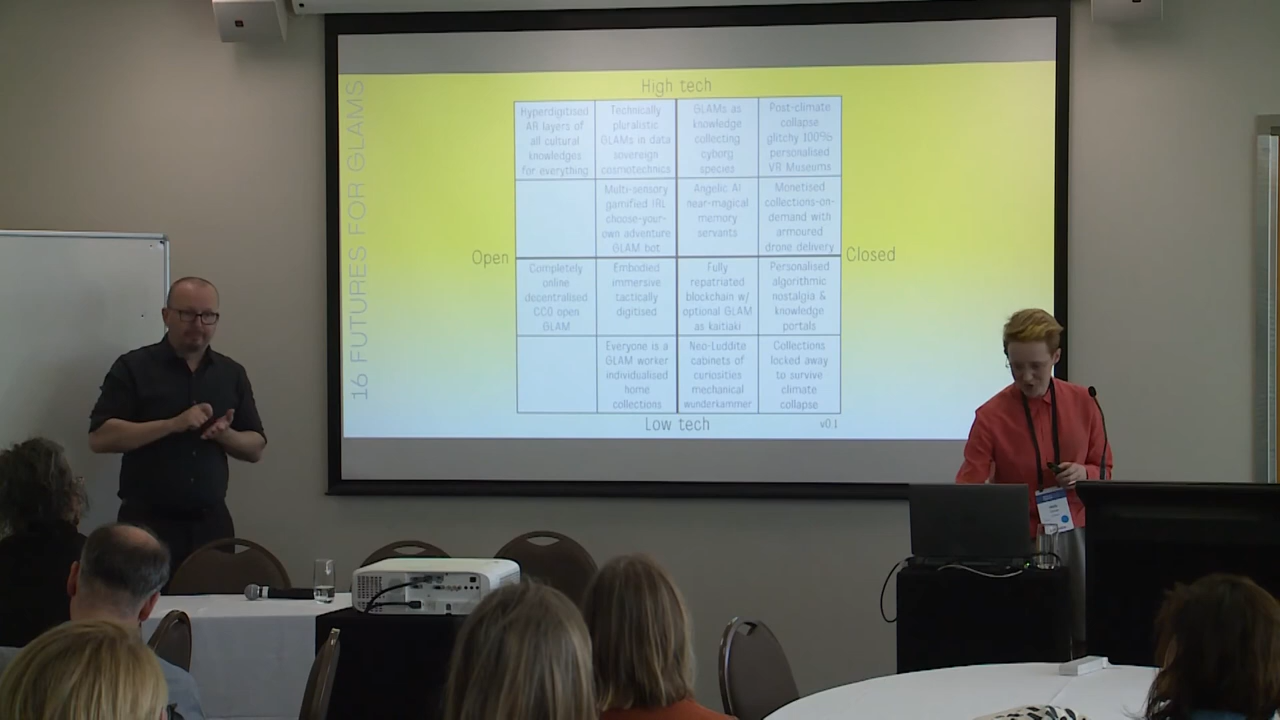 16 FUTURES FOR GLAMS
High tech
Hyperdigitised
AR layers of
all cultural
knowledges
for everything
Technically
pluralistic
GLAMs in data
sovereign
cosmotechnics
GLAMs as
knowledge
collecting
cyborg
species
Post-climate
collapse
glitchy 100%
personalised
VR Museums
Multi-sensory
gamified IRL
choose-your-
own adventure
GLAM bot
Angelic AI
near-magical
memory
servants
Monetised
collections-on-
demand with
armoured
drone delivery
Open
Closed
Completely
online
decentralised
CC0 open
GLAM
Embodied
immersive
tactically
digitised
Fully
repatriated
blockchain w/
optional GLAM
as kaitiaki
Personalised
algorithmic
nostalgia &
knowledge
portals
Everyone is a
GLAM worker
individualised
home
collections
Neo-Luddite
cabinets of
curiosities
mechanical
wunderkammer
Collections
locked away
to survive
climate
collapse
Low tech
v0.1